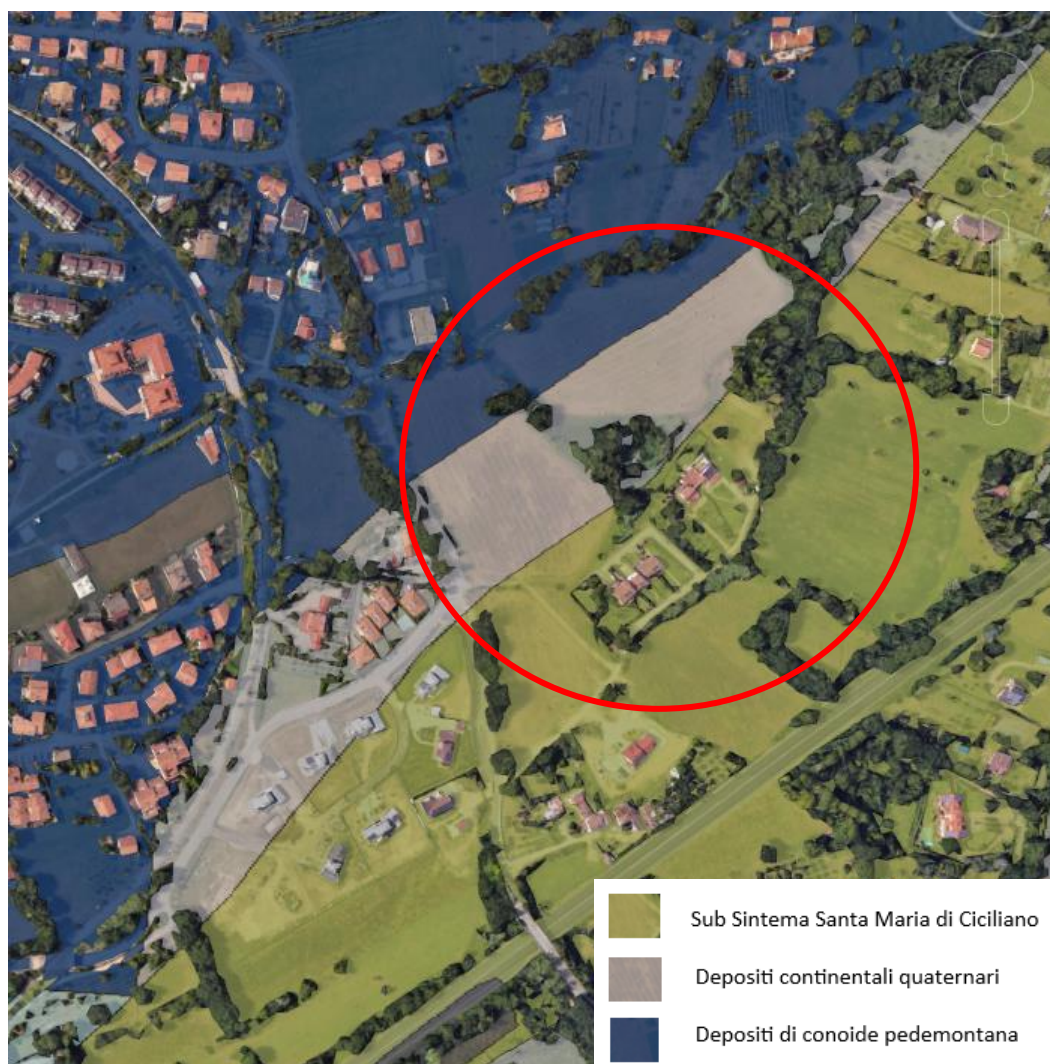 Sub Sintema Santa Maria di Ciciliano
Depositi continentali quaternari
Depositi di conoide pedemontana